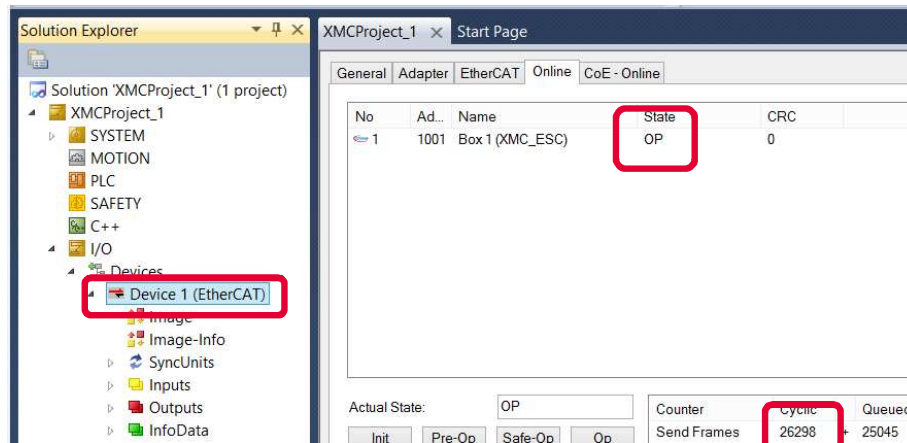 Solution Explorer
XMCProject_1 Start Page
Solution 'XMCProject_1' (1 project)
XMCProject_1
SYSTEM
MOTION
PLC
SAFETY
C++
I/O
Devices
Device 1 (EtherCAT)
Image
Image-Info
SyncUnits
Inputs
Outputs
InfoData
General Adapter EtherCAT Online CoE - Online
No Ad... Name State CRC
1 1001 Box 1 (XMC_ESC) OP 0
Actual State: OP
Init Pre-Op Safe-Op Op
Counter Cyclic Queued
Send Frames 26298 + 25045